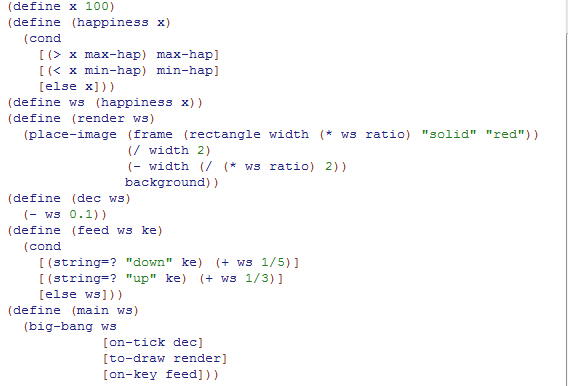 (define x 100)
(define (happiness x)
  (cond
    [(> x max-hap) max-hap]
    [(< x min-hap) min-hap]
    [else x]))
(define ws (happiness x))
(define (render ws)
  (place-image (frame (rectangle width (* ws ratio) "solid" "red"))
               (/ width 2)
               (- width (/ (* ws ratio) 2))
               background))
(define (dec ws)
  (- ws 0.1))
(define (feed ws ke)
  (cond
    [(string=? "down" ke) (+ ws 1/5)]
    [(string=? "up" ke) (+ ws 1/3)]
    [else ws]))
(define (main ws)
  (big-bang ws
            [on-tick dec]
            [to-draw render]
            [on-key feed]))